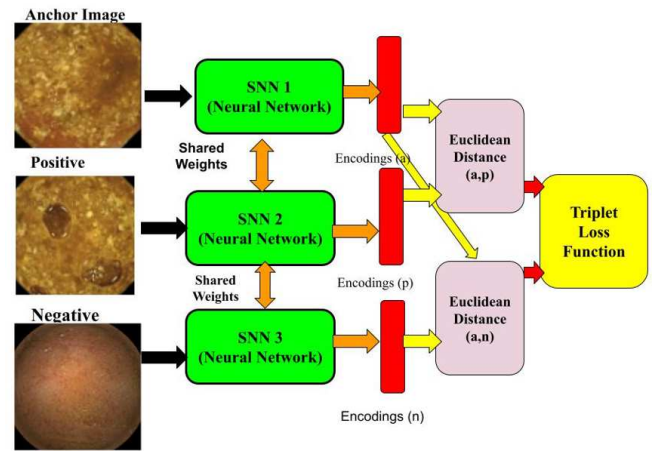 Anchor Image
SNN 1
(Neural Network)
Shared
Weights
Encodings (a)
Euclidean
Distance
(a,p)
Positive
SNN 2
(Neural Network)
Shared
Weights
Encodings (p)
Triplet
Loss
Function
Negative
SNN 3
(Neural Network)
Encodings (n)
Euclidean
Distance
(a,n)